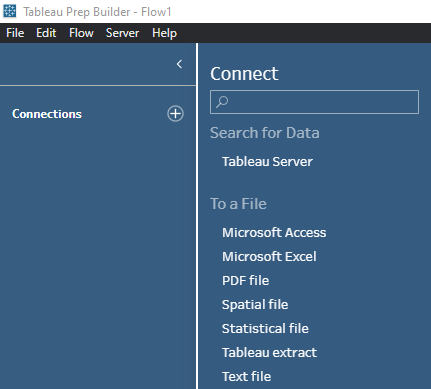 Tableau Prep Builder - Flow1
File Edit Flow Server Help
Connections
Connect
Search for Data
Tableau Server
To a File
Microsoft Access
Microsoft Excel
PDF file
Spatial file
Statistical file
Tableau extract
Text file